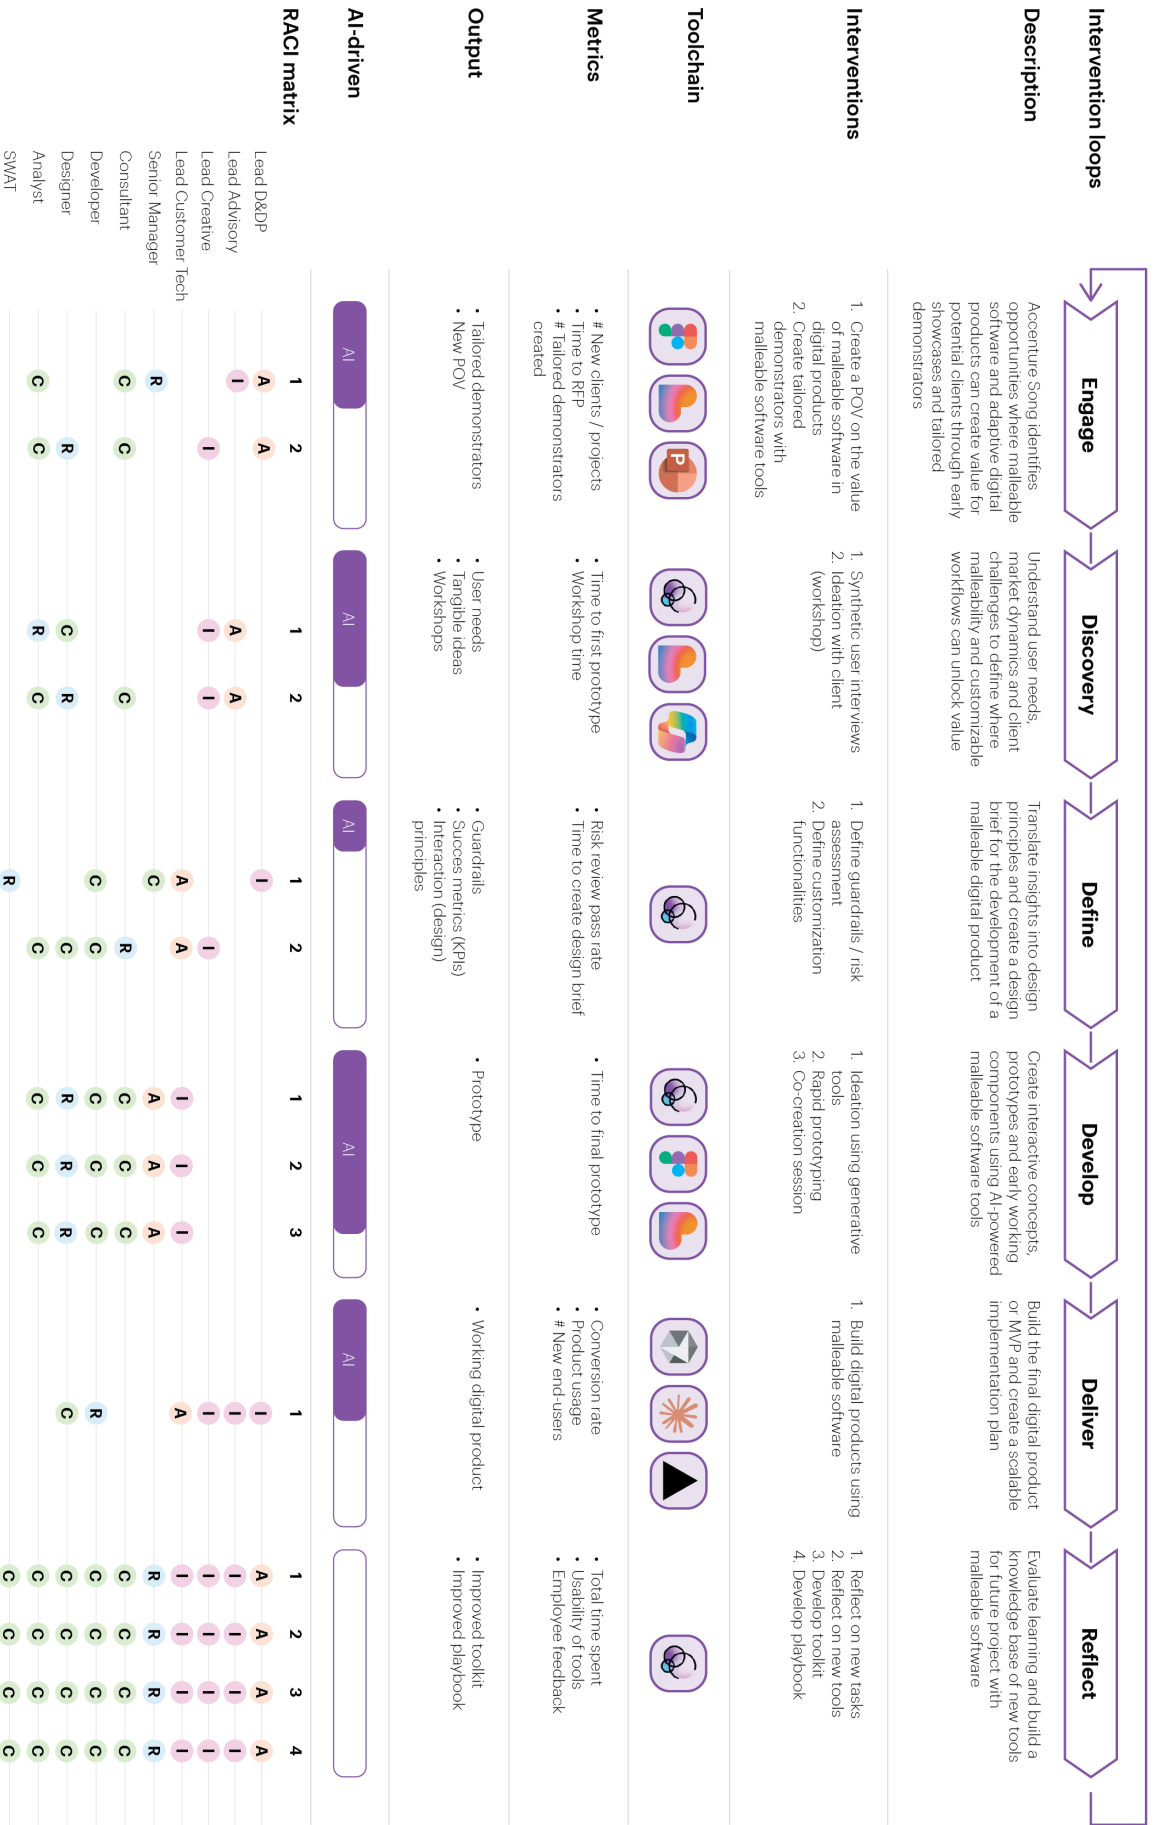 Intervention loops
Engage
Discovery
Define
Develop
Deliver
Reflect
Description
Accenture Song identifies
opportunities where malleable
software and adaptive digital
products can create value for
potential clients through early
showcases and tailored
demonstrators
Understand user needs,
market dynamics and client
challenges to define where
malleability and customizable
workflows can unlock value
Translate insights into design
principles and create a design
brief for the development of a
malleable digital product
Create interactive concepts,
prototypes and early working
components using AI-powered
malleable software tools
Build the final digital product
or MVP and create a scalable
implementation plan
Evaluate learning and build a
knowledge base of new tools
for future project with
malleable software
Interventions
1. Create a POV on the value
of malleable software in
digital products
2. Create tailored
demonstrators with
malleable software tools
1. Synthetic user interviews
2. Ideation with client
(workshop)
1. Define guardrails / risk
assessment
2. Define customization
functionalities
1. Ideation using generative
tools
2. Rapid prototyping
3. Co-creation session
1. Build digital products using
malleable software
1. Reflect on new tasks
2. Reflect on new tools
3. Develop toolkit
4. Develop playbook
Toolchain
P
Metrics
• # New clients / projects
• Time to RFP
• # Tailored demonstrators
created
• Time to first prototype
• Workshop time
• Risk review pass rate
• Time to create design brief
• Time to final prototype
• Conversion rate
• Product usage
• # New end-users
• Total time spent
• Usability of tools
• Employee feedback
Output
• Tailored demonstrators
• New POV
• User needs
• Tangible ideas
• Workshops
• Guardrails
• Succes metrics (KPIs)
• Interaction (design)
principles
• Prototype
• Working digital product
• Improved toolkit
• Improved playbook
AI-driven
AI
AI
AI
AI
AI
RACI matrix
1 2 1 2 1 2 1 2 3 1 1 2 3 4
Lead D&DP A A I I A A A A
Lead Advisory I A A I I I I I
Lead Creative I I I I I I I I I
Lead Customer Tech A A I I I A I I I I
Senior Manager R C A A A R R R R
Consultant C C C R C C C C C C C
Developer C C C C C R C C C C
Designer R C R C R R R C C C C C
Analyst C C R C C C C C C C C C
SWAT R C C C C